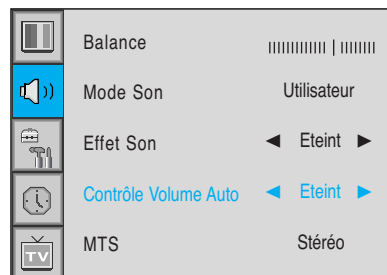 Balance
Mode Son Utilisateur
Effet Son ◄ Eteint ►
Contrôle Volume Auto ◄ Eteint ►
MTS Stéréo
TV